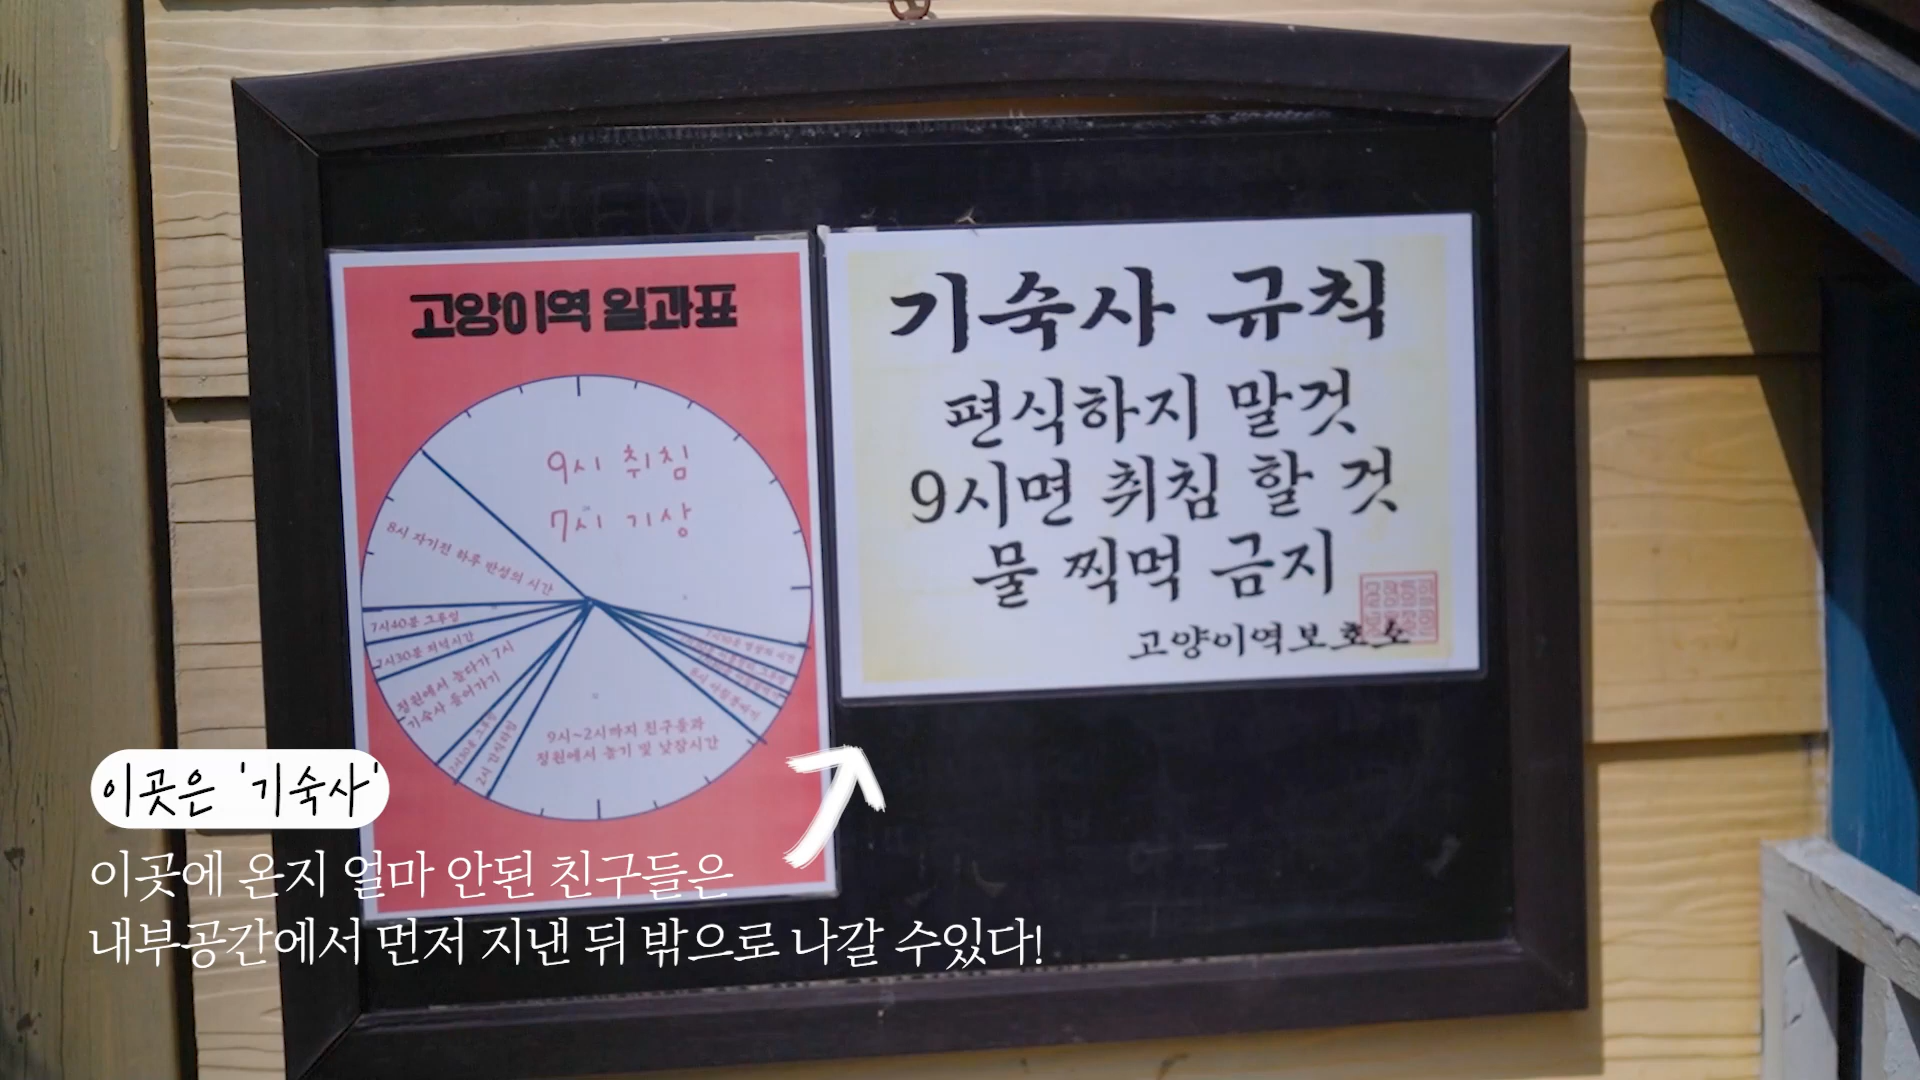 고양이역 일과표
9시 취침
7시 기상
8시 자기전 하루 반성의 시간
7시40분 그루밍
7시30분 저녁시간
정원에서 놀다가 7시
기숙사 들어가기
2시30분 그루밍
2시 간식타임
9시~2시까지 친구들과
정원에서 놀기 및 낮잠시간
기숙사 규칙
편식하지 말것
9시면 취침 할 것
물 찍먹 금지
고양이역보호소
이곳은 '기숙사'
이곳에 온지 얼마 안된 친구들은
내부공간에서 먼저 지낸 뒤 밖으로 나갈 수있다!